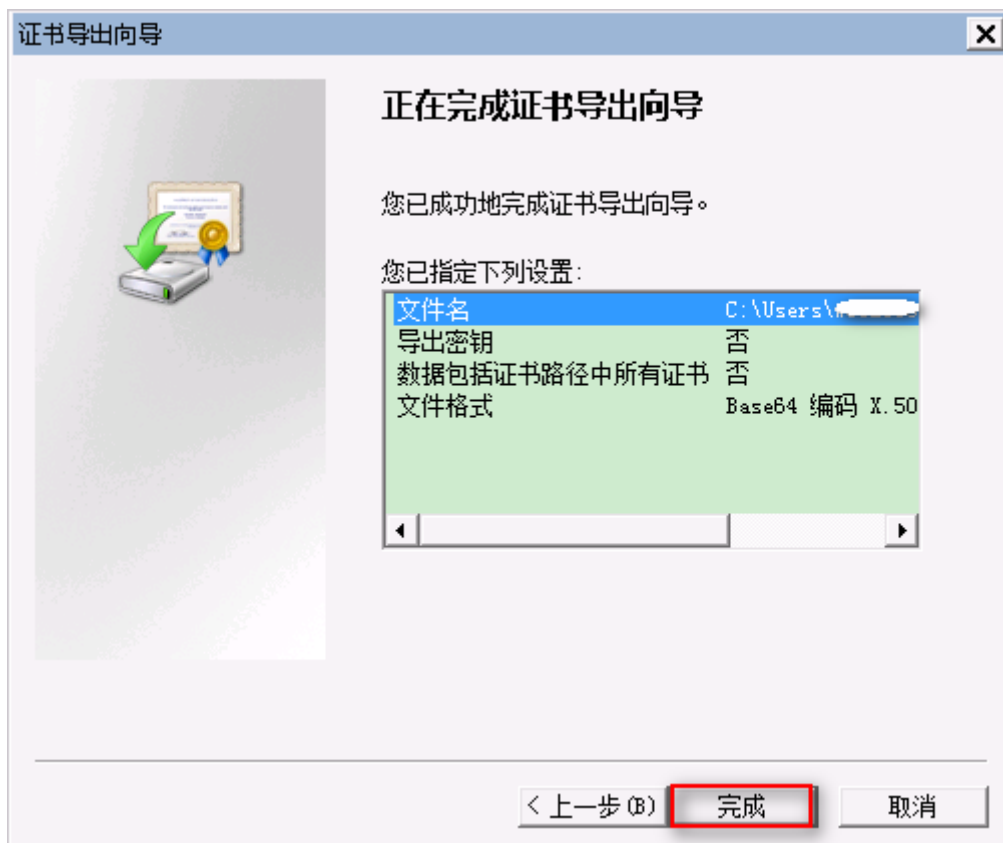 证书导出向导
正在完成证书导出向导
您已成功地完成证书导出向导。
您已指定下列设置:
文件名 C:\Users\
导出密钥 否
数据包括证书路径中所有证书 否
文件格式 Base64 编码 X.50
< 上一步(B) 完成 取消